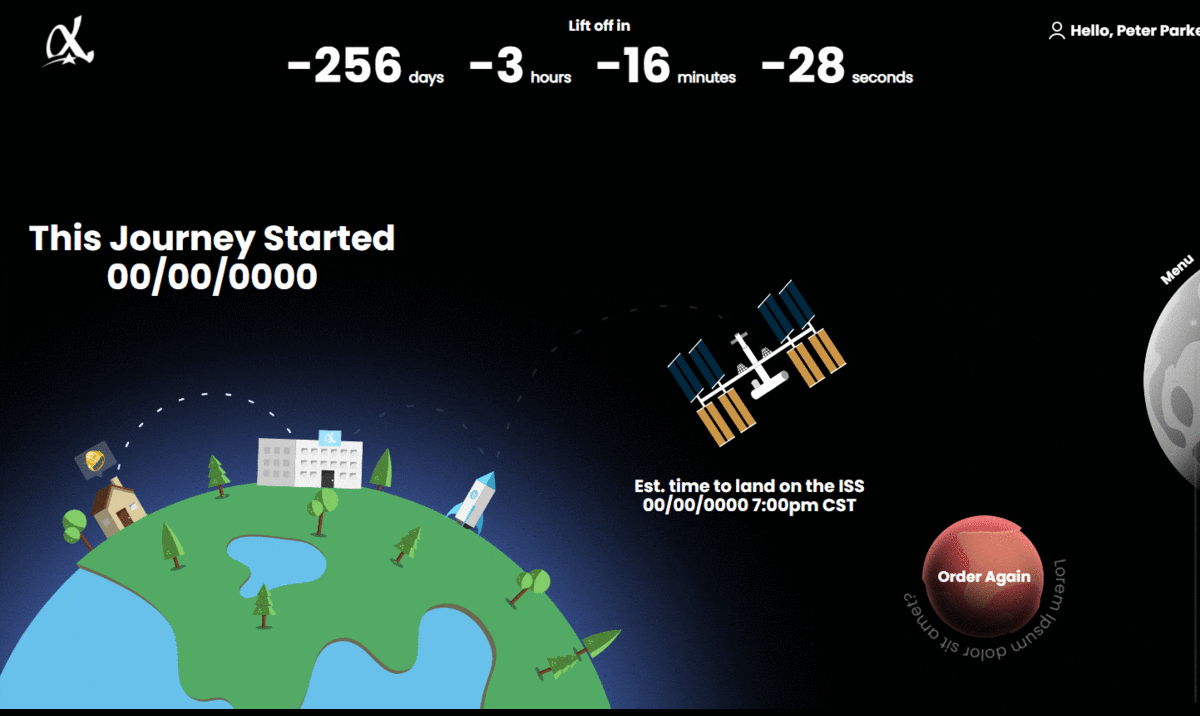 Lift off in
-256 days -3 hours -16 minutes -28 seconds
Hello, Peter Parke
This Journey Started
00/00/0000
Menu
Est. time to land on the ISS
00/00/0000 7:00pm CST
Order Again
Lorem ipsum dolor sit amet?